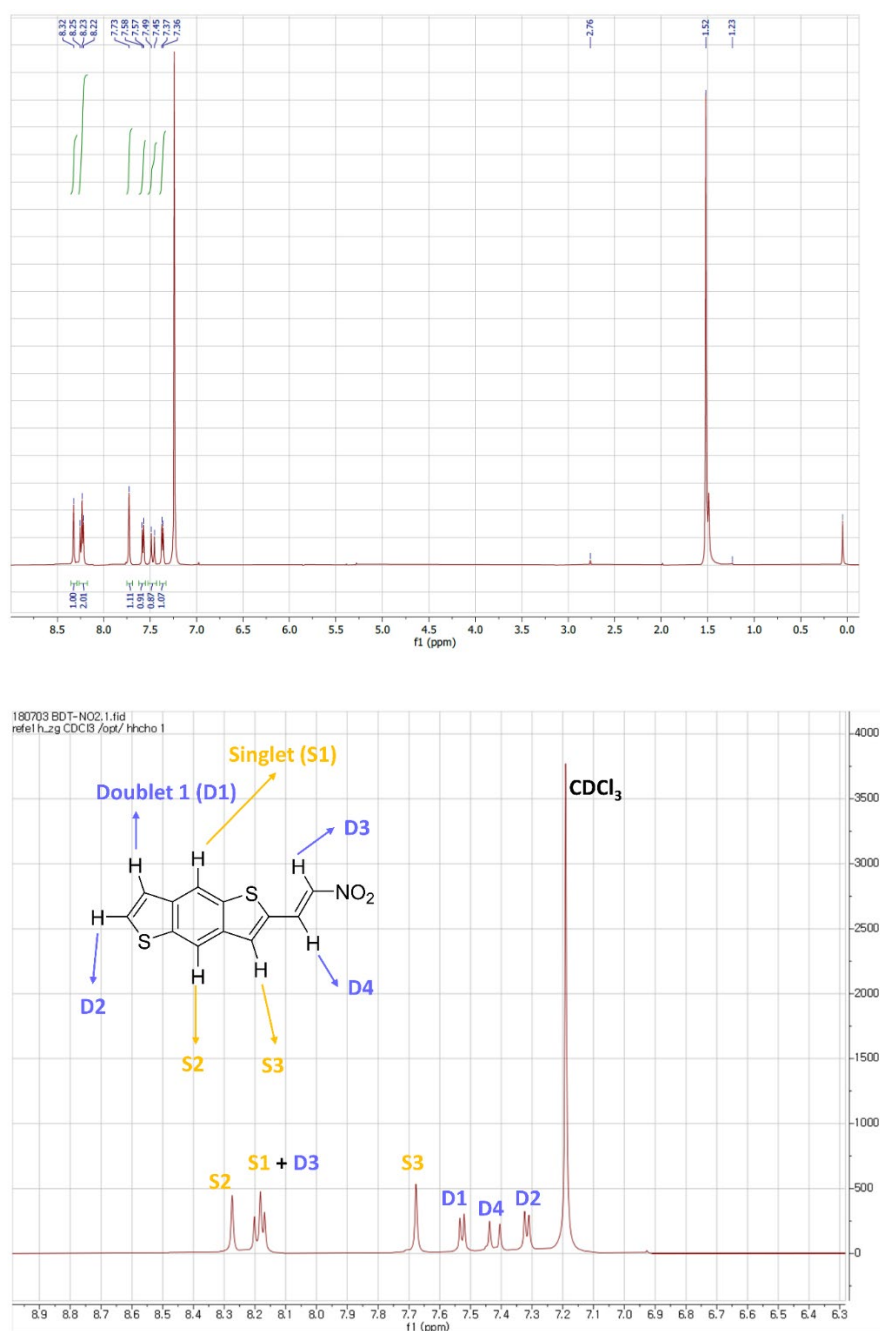 8.32 8.25 8.23 8.22 7.73 7.58 7.57 7.49 7.45 7.37 7.36 2.76 1.52 1.23
1.00 2.01 1.11 0.91 0.87 1.07
8.5 8.0 7.5 7.0 6.5 6.0 5.5 5.0 4.5 4.0 3.5 3.0 2.5 2.0 1.5 1.0 0.5 0.0
f1 (ppm)
180703 BDT-NO2.1.fid
refe1h_zg CDCl3 /opt/ hhcho 1
Singlet (S1)
Doublet 1 (D1)
CDCl3
D3
H H H
S NO2
H
S
H H H
D2 D4
S2 S3
S1 + D3
S2 S3
D1 D4 D2
4000
3500
3000
2500
2000
1500
1000
500
0
8.9 8.8 8.7 8.6 8.5 8.4 8.3 8.2 8.1 8.0 7.9 7.8 7.7 7.6 7.5 7.4 7.3 7.2 7.1 7.0 6.9 6.8 6.7 6.6 6.5 6.4 6.3
f1 (ppm)